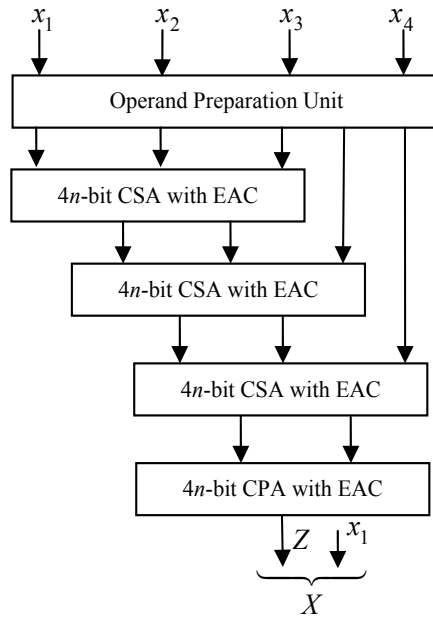 x₁ x₂ x₃ x₄
Operand Preparation Unit
4n-bit CSA with EAC
4n-bit CSA with EAC
4n-bit CSA with EAC
4n-bit CPA with EAC
Z x₁
X